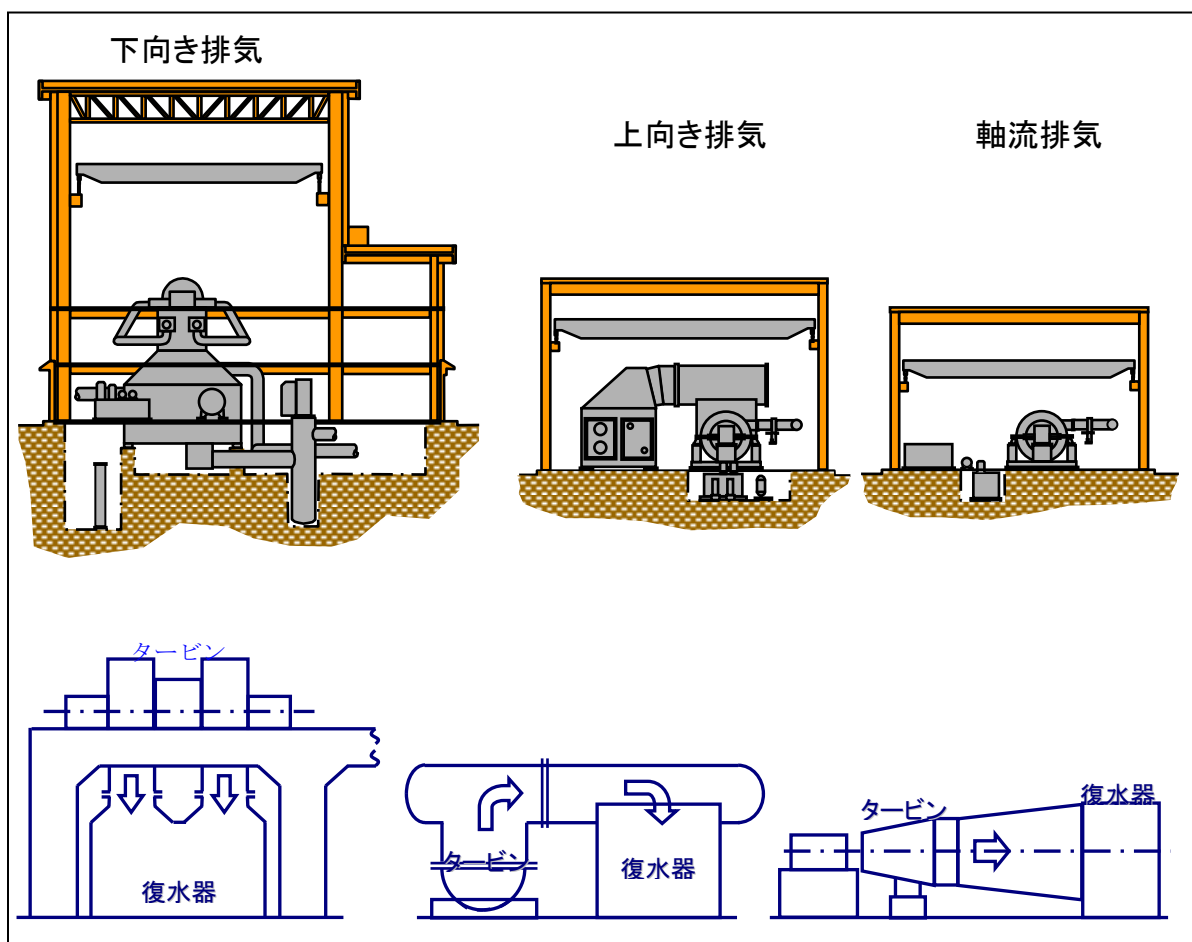 下向き排気
上向き排気
軸流排気
タービン
復水器
タービン
復水器
タービン
復水器